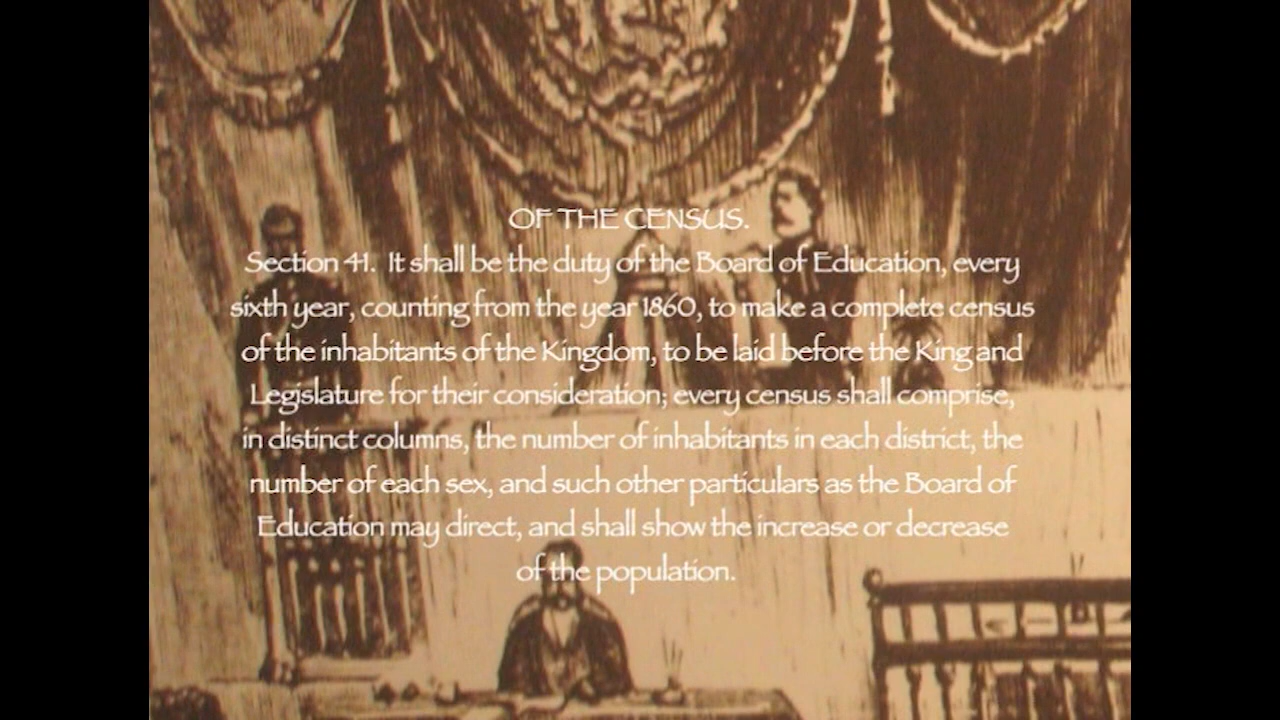 OF THE CENSUS.
Section 41. It shall be the duty of the Board of Education, every
sixth year, counting from the year 1860, to make a complete census
of the inhabitants of the Kingdom, to be laid before the King and
Legislature for their consideration; every census shall comprise,
in distinct columns, the number of inhabitants in each district, the
number of each sex, and such other particulars as the Board of
Education may direct, and shall show the increase or decrease
of the population.